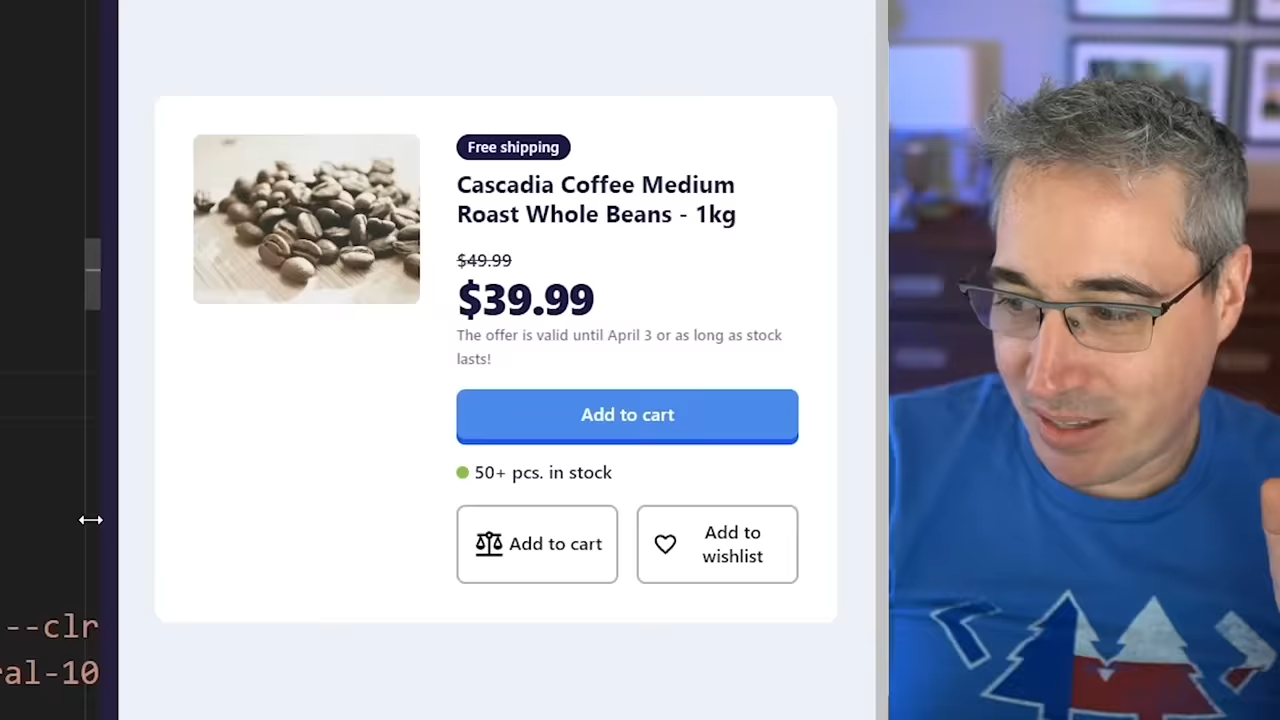 Free shipping
Cascadia Coffee Medium
Roast Whole Beans - 1kg
$49.99
$39.99
The offer is valid until April 3 or as long as stock
lasts!
Add to cart
50+ pcs. in stock
Add to cart
Add to
wishlist
--clr
al-10